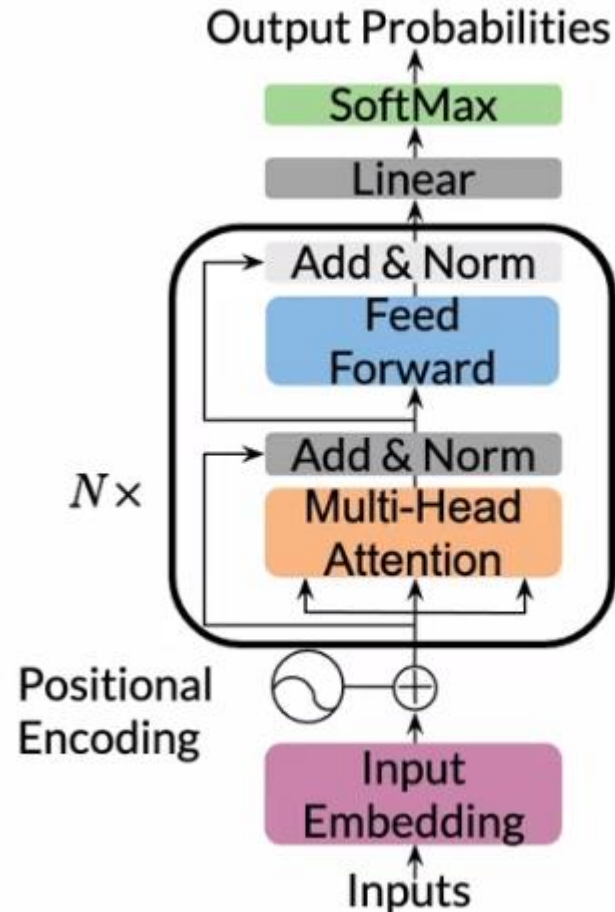 Output Probabilities
SoftMax
Linear
Add & Norm
Feed
Forward
Add & Norm
N×
Multi-Head
Attention
Positional
Encoding
Input
Embedding
Inputs